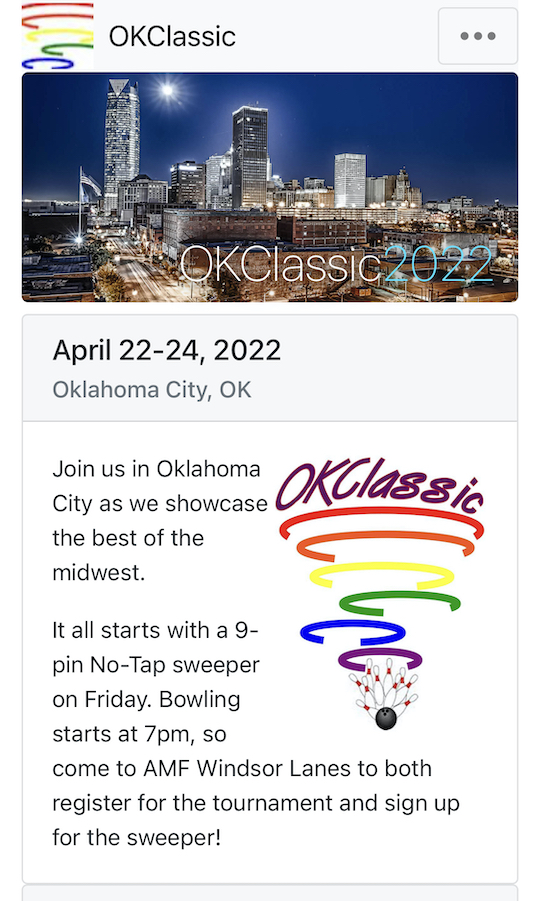 OKClassic
OKClassic2022
April 22-24, 2022
Oklahoma City, OK
Join us in Oklahoma
City as we showcase
the best of the
midwest.
OKClassic
It all starts with a 9-
pin No-Tap sweeper
on Friday. Bowling
starts at 7pm, so
come to AMF Windsor Lanes to both
register for the tournament and sign up
for the sweeper!